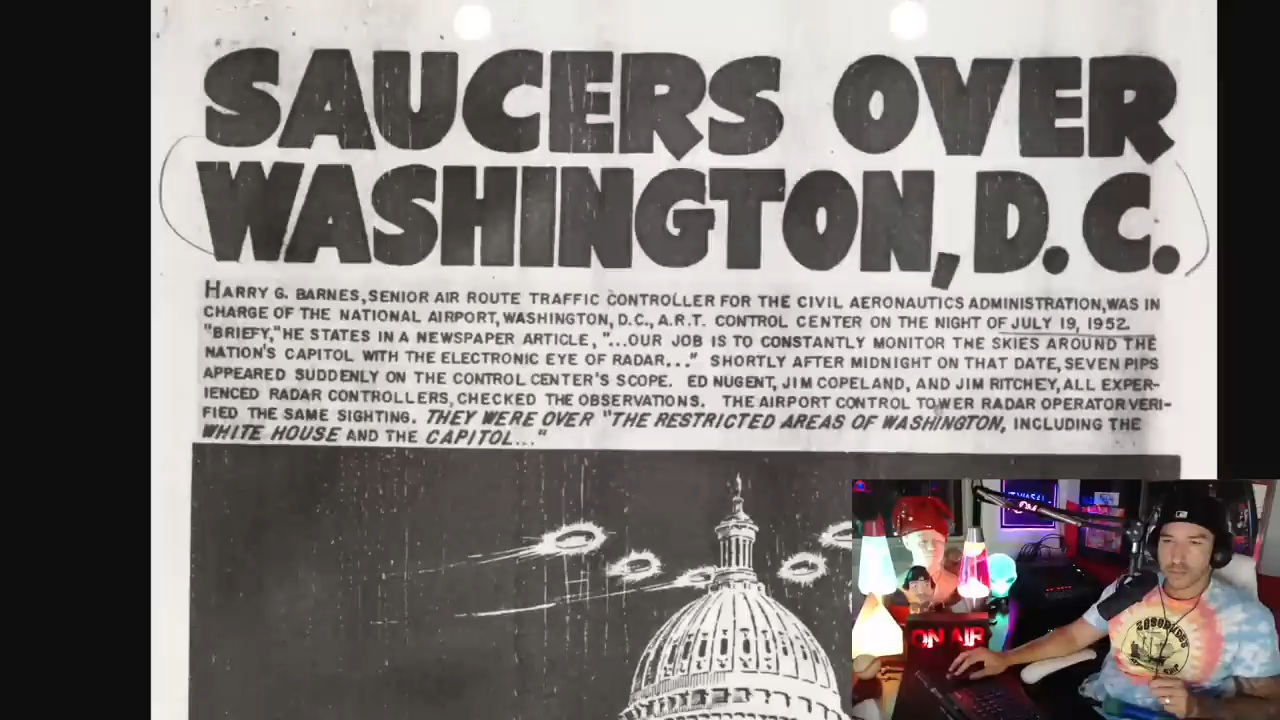 SAUCERS OVER
WASHINGTON, D.C.
HARRY G. BARNES, SENIOR AIR ROUTE TRAFFIC CONTROLLER FOR THE CIVIL AERONAUTICS ADMINISTRATION, WAS IN
CHARGE OF THE NATIONAL AIRPORT, WASHINGTON, D.C., A.R.T. CONTROL CENTER ON THE NIGHT OF JULY 19, 1952.
"BRIEFY," HE STATES IN A NEWSPAPER ARTICLE, "...OUR JOB IS TO CONSTANTLY MONITOR THE SKIES AROUND THE
NATION'S CAPITOL WITH THE ELECTRONIC EYE OF RADAR..." SHORTLY AFTER MIDNIGHT ON THAT DATE, SEVEN PIPS
APPEARED SUDDENLY ON THE CONTROL CENTER'S SCOPE. ED NUGENT, JIM COPELAND, AND JIM RITCHEY, ALL EXPER-
IENCED RADAR CONTROLLERS, CHECKED THE OBSERVATIONS. THE AIRPORT CONTROL TOWER RADAR OPERATOR VERI-
FIED THE SAME SIGHTING. THEY WERE OVER "THE RESTRICTED AREAS OF WASHINGTON, INCLUDING THE
WHITE HOUSE AND THE CAPITOL..."
ON AIR